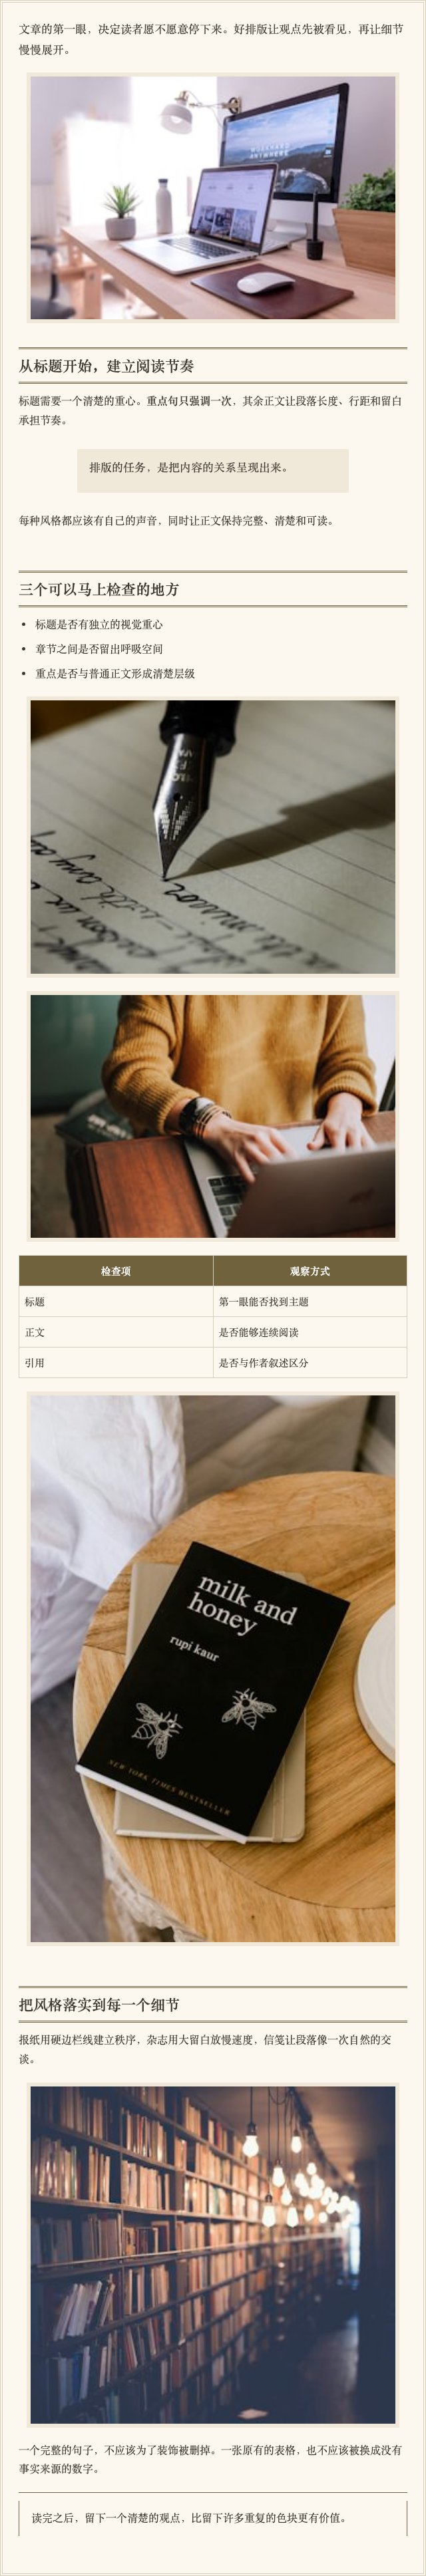 文章的第一眼，决定读者愿不愿意停下来。好排版让观点先被看见，再让细节
慢慢展开。
从标题开始，建立阅读节奏
标题需要一个清楚的重心。重点句只强调一次，其余正文让段落长度、行距和留白
承担节奏。
排版的任务，是把内容的关系呈现出来。
每种风格都应该有自己的声音，同时让正文保持完整、清楚和可读。
三个可以马上检查的地方
• 标题是否有独立的视觉重心
• 章节之间是否留出呼吸空间
• 重点是否与普通正文形成清楚层级
检查项 观察方式
标题 第一眼能否找到主题
正文 是否能够连续阅读
引用 是否与作者叙述区分
milk and
honey
rupi kaur
NEW YORK TIMES BESTSELLER
把风格落实到每一个细节
报纸用硬边栏线建立秩序，杂志用大留白放慢速度，信笺让段落像一次自然的交
谈。
一个完整的句子，不应该为了装饰被删掉。一张原有的表格，也不应该被换成没有
事实来源的数字。
读完之后，留下一个清楚的观点，比留下许多重复的色块更有价值。